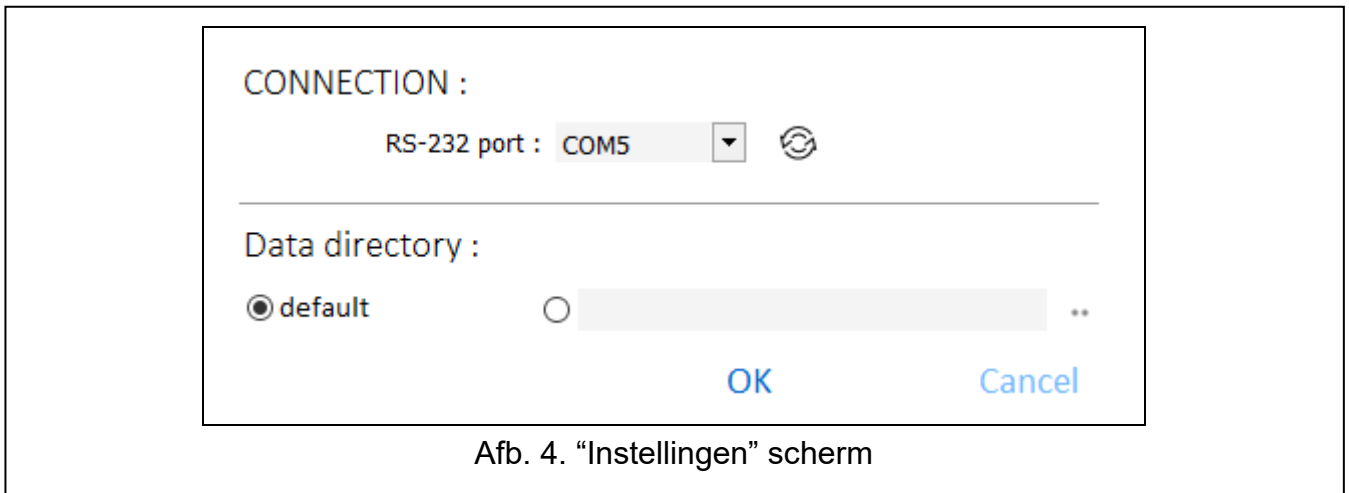 CONNECTION :
RS-232 port : COM5
Data directory :
default
..
OK Cancel
Afb. 4. “Instellingen” scherm